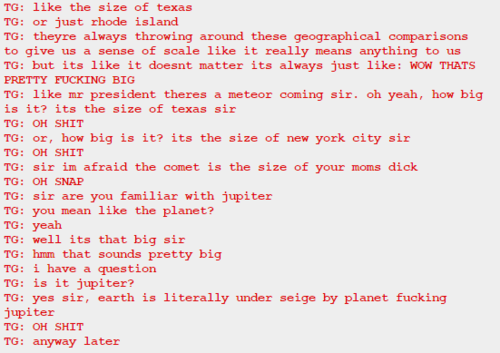 TG: like the size of texas
TG: or just rhode island
TG: theyre always throwing around these geographical comparisons
to give us a sense of scale like it really means anything to us
TG: but its like it doesnt matter its always just like: WOW THATS
PRETTY FUCKING BIG
TG: like mr president theres a meteor coming sir. oh yeah, how big
is it? its the size of texas sir
TG: OH SHIT
TG: or, how big is it? its the size of new york city sir
TG: OH SHIT
TG: sir im afraid the comet is the size of your moms dick
TG: OH SNAP
TG: sir are you familiar with jupiter
TG: you mean like the planet?
TG: yeah
TG: well its that big sir
TG: hmm that sounds pretty big
TG: i have a question
TG: is it jupiter?
TG: yes sir, earth is literally under seige by planet fucking
jupiter
TG: OH SHIT
TG: anyway later